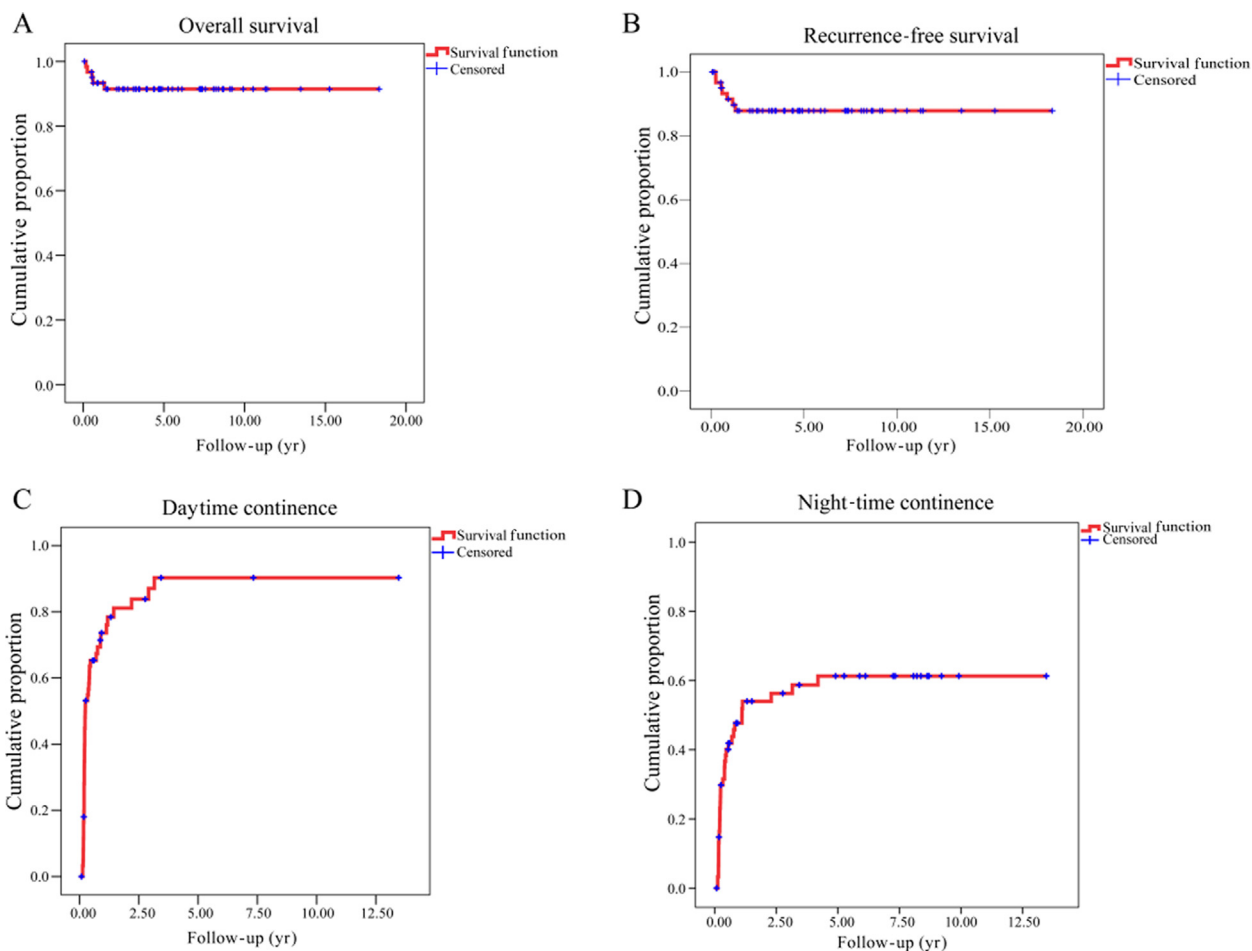 A
Overall survival
Survival function
Censored
1.0
0.8
0.6
0.4
0.2
0.0
Cumulative proportion
0.00 5.00 10.00 15.00 20.00
Follow-up (yr)
B
Recurrence-free survival
Survival function
Censored
1.0
0.8
0.6
0.4
0.2
0.0
Cumulative proportion
0.00 5.00 10.00 15.00 20.00
Follow-up (yr)
C
Daytime continence
Survival function
Censored
1.0
0.8
0.6
0.4
0.2
0.0
Cumulative proportion
0.00 2.50 5.00 7.50 10.00 12.50
Follow-up (yr)
D
Night-time continence
Survival function
Censored
1.0
0.8
0.6
0.4
0.2
0.0
Cumulative proportion
0.00 2.50 5.00 7.50 10.00 12.50
Follow-up (yr)